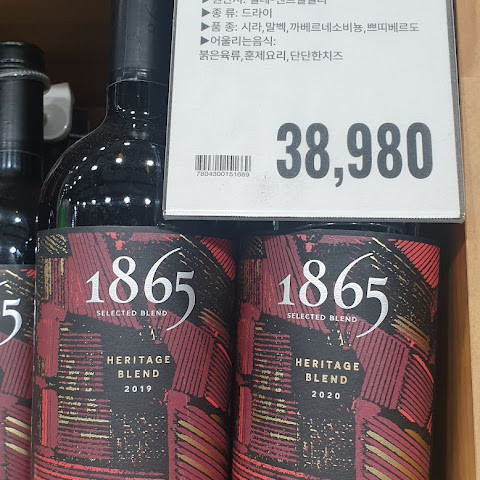 ▶종 류: 드라이
▶품 종: 시라,말벡,까베르네소비뇽,쁘띠베르도
▶어울리는음식:
붉은육류,훈제요리,단단한치즈
38,980
7804300151669
1865
SELECTED BLEND
HERITAGE
BLEND
2019
1865
SELECTED BLEND
HERITAGE
BLEND
2020
65